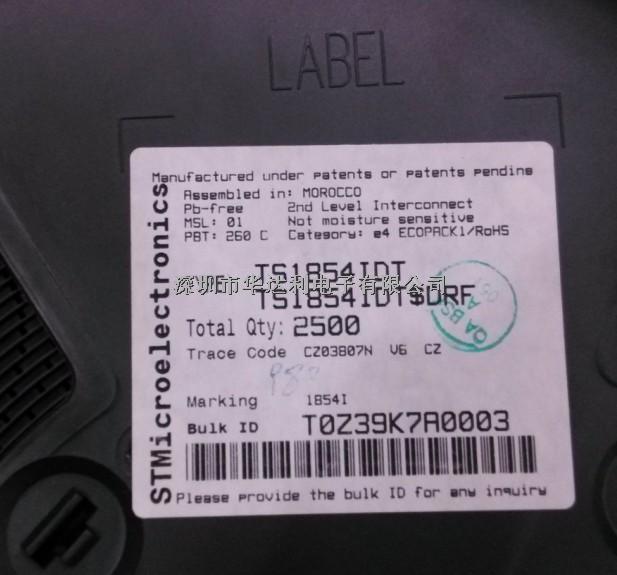 LABEL
Manufactured under patents or patents pending
Assembled in: MOROCCO
Pb-free 2nd Level Interconnect
MSL: 01 Not moisture sensitive
PBT: 260 C Category: e4 ECOPACK1/RoHS
TS1854IDT
深圳市华达利电子有限公司
TS1854IDT$DRF
Total Qty: 2500
Trace Code CZ03807N V6 CZ
Marking 1854I
Bulk ID T0Z39K7A0003
Please provide the bulk ID for any inquiry
STMicroelectronics